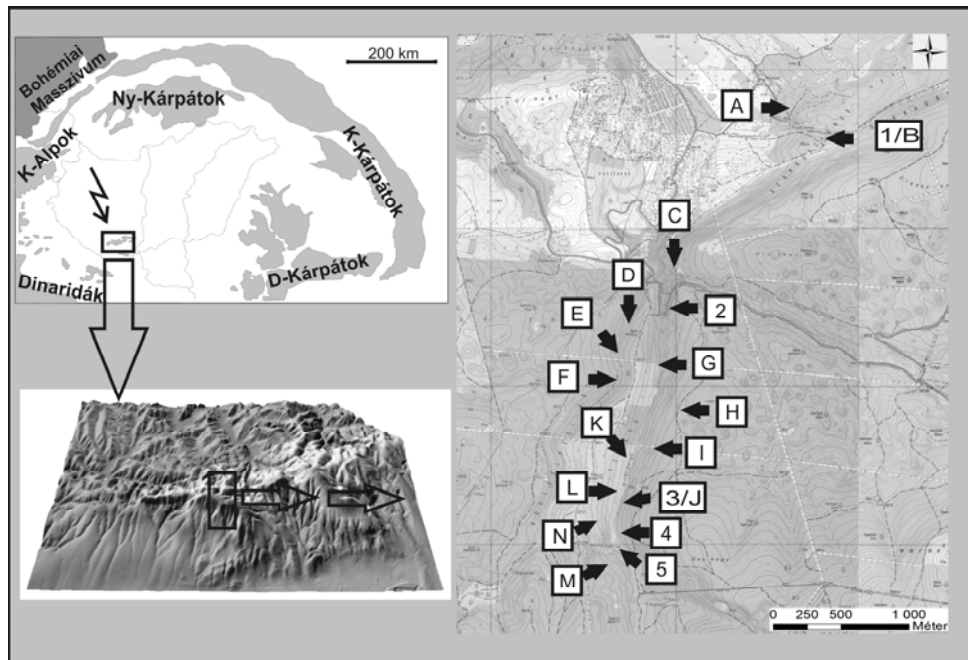 Bohémiai
Masszívum
200 km
Ny-Kárpátok
K-Alpok
K-Kárpátok
D-Kárpátok
Dinaridák
A
1/B
C
D
2
E
G
F
H
K
I
L
3/J
N
4
5
M
0 250 500 1 000
Méter